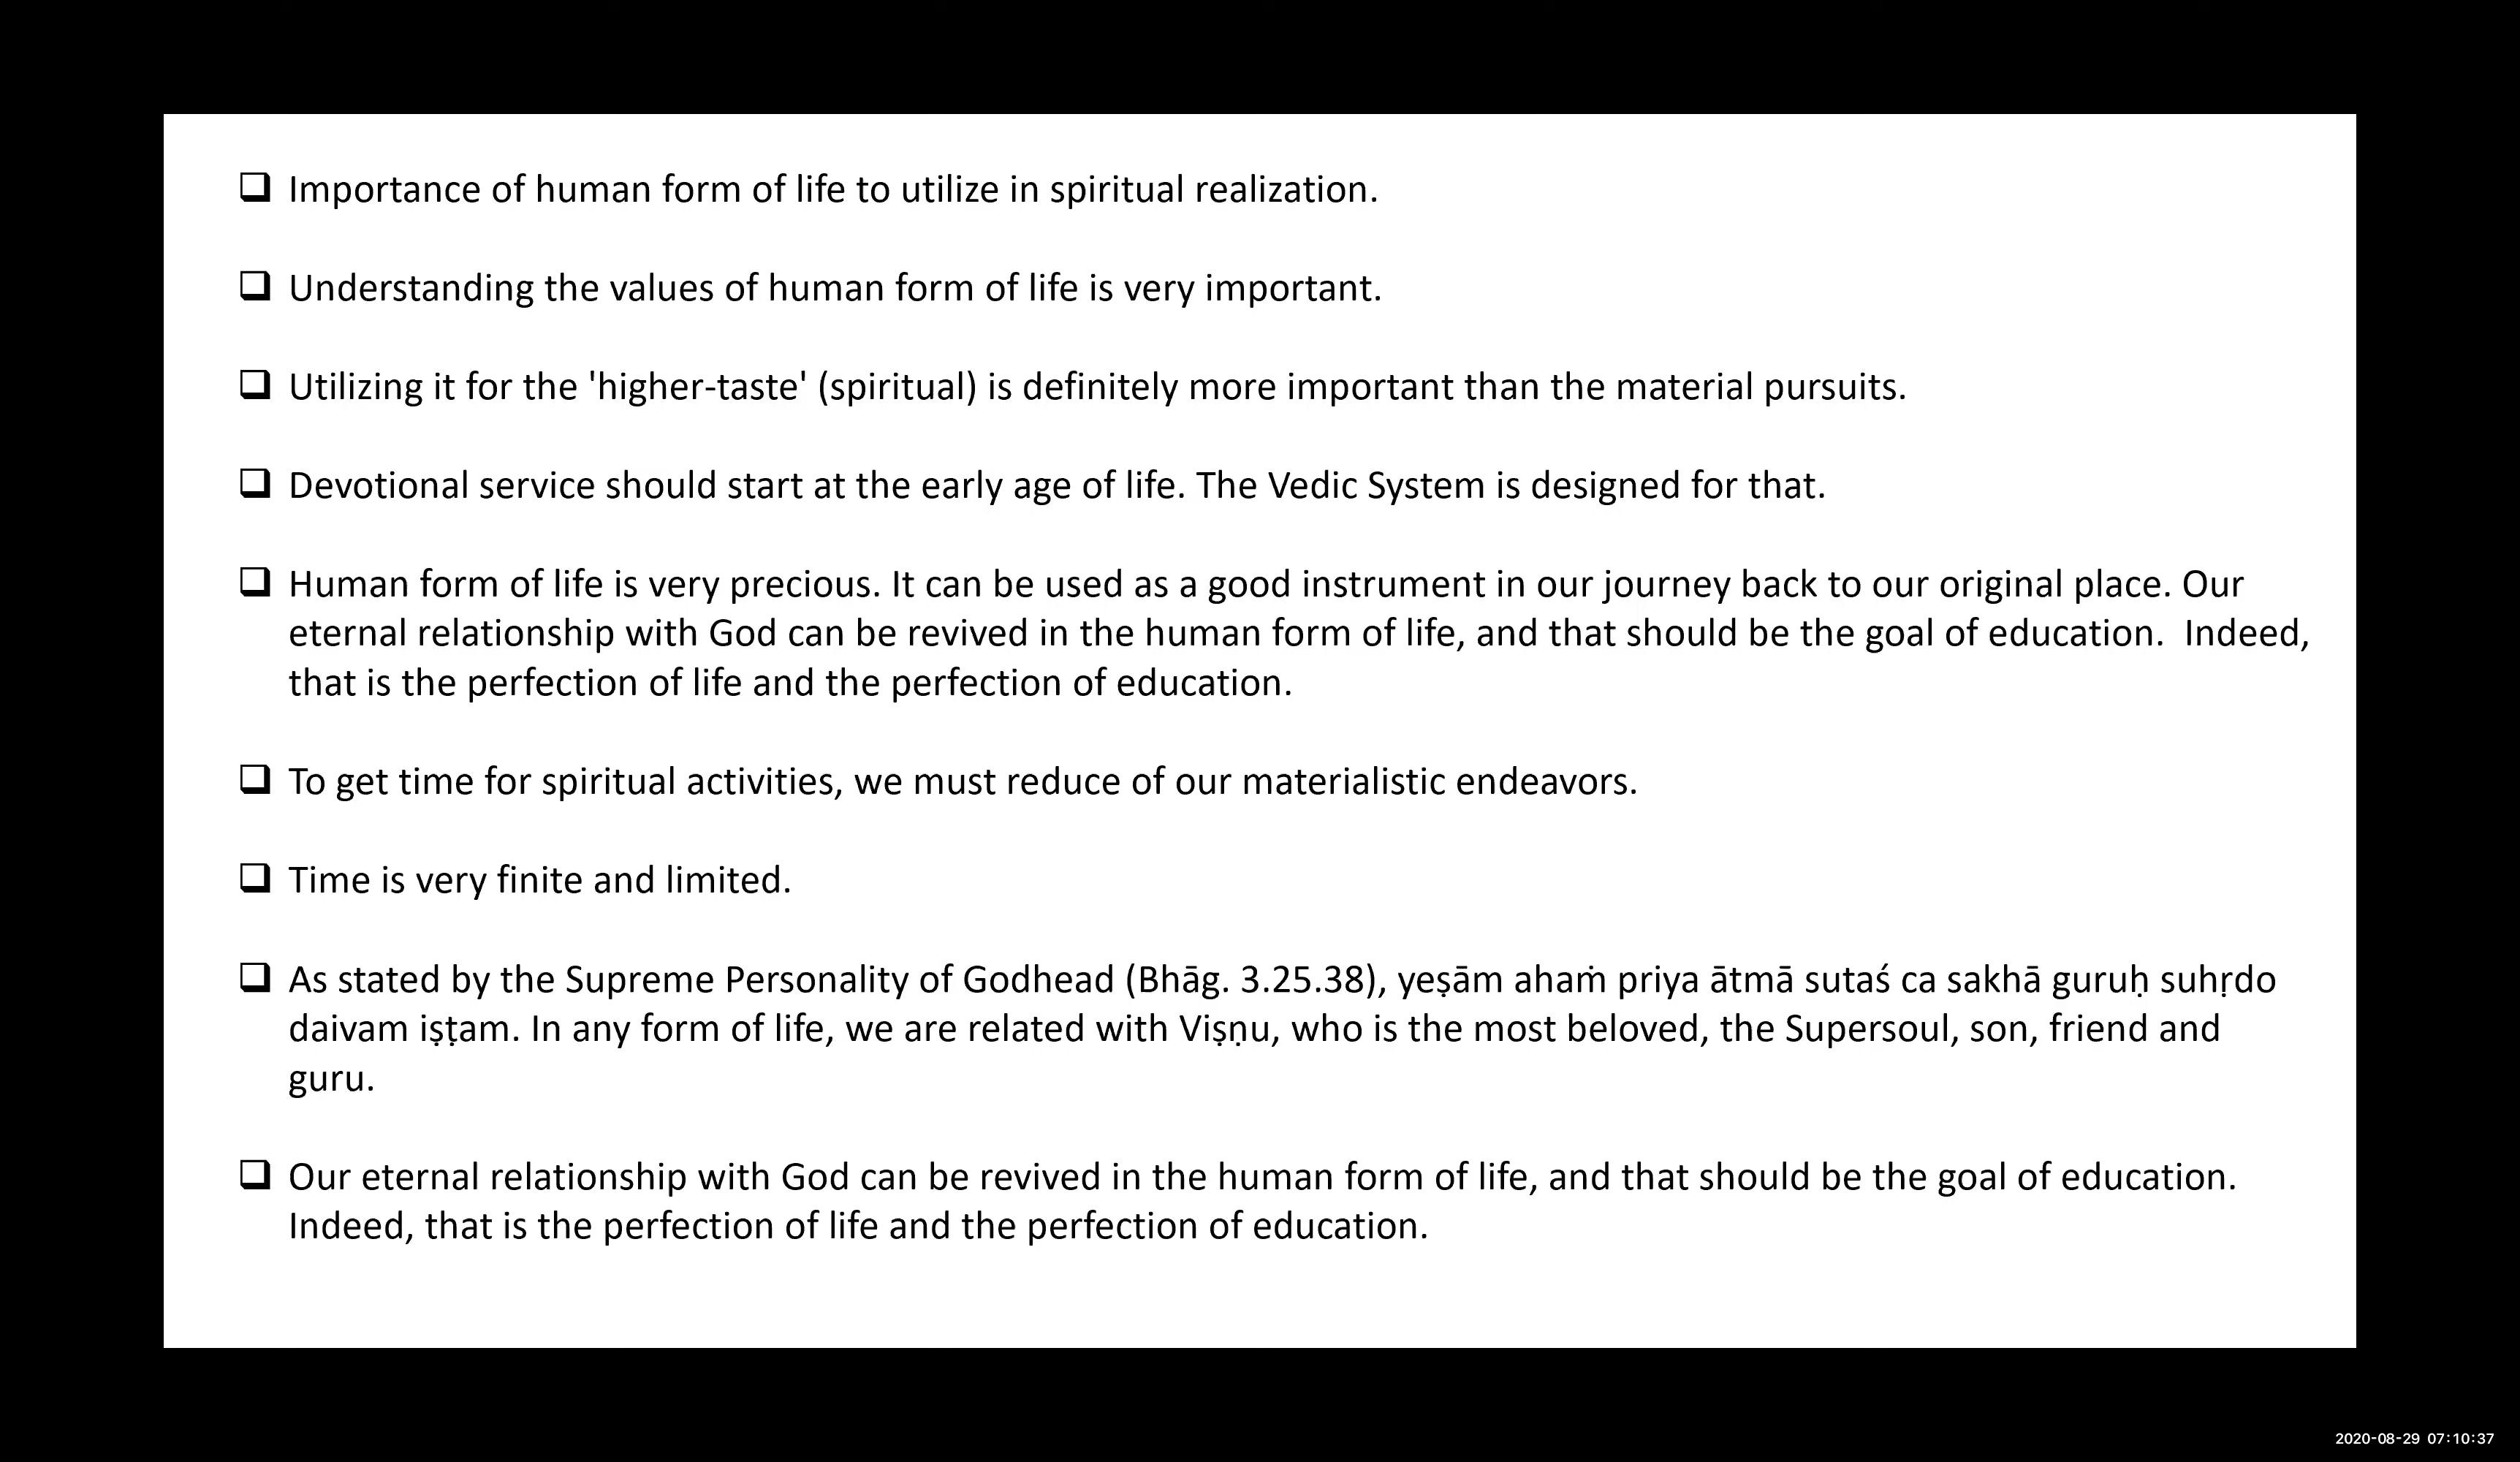 ❑ Importance of human form of life to utilize in spiritual realization.
❑ Understanding the values of human form of life is very important.
❑ Utilizing it for the 'higher-taste' (spiritual) is definitely more important than the material pursuits.
❑ Devotional service should start at the early age of life. The Vedic System is designed for that.
❑ Human form of life is very precious. It can be used as a good instrument in our journey back to our original place. Our
eternal relationship with God can be revived in the human form of life, and that should be the goal of education.  Indeed,
that is the perfection of life and the perfection of education.
❑ To get time for spiritual activities, we must reduce of our materialistic endeavors.
❑ Time is very finite and limited.
❑ As stated by the Supreme Personality of Godhead (Bhāg. 3.25.38), yeṣām ahaṁ priya ātmā sutaś ca sakhā guruḥ suhṛdo
daivam iṣṭam. In any form of life, we are related with Viṣṇu, who is the most beloved, the Supersoul, son, friend and
guru.
❑ Our eternal relationship with God can be revived in the human form of life, and that should be the goal of education.
Indeed, that is the perfection of life and the perfection of education.
2020-08-29 07:10:37